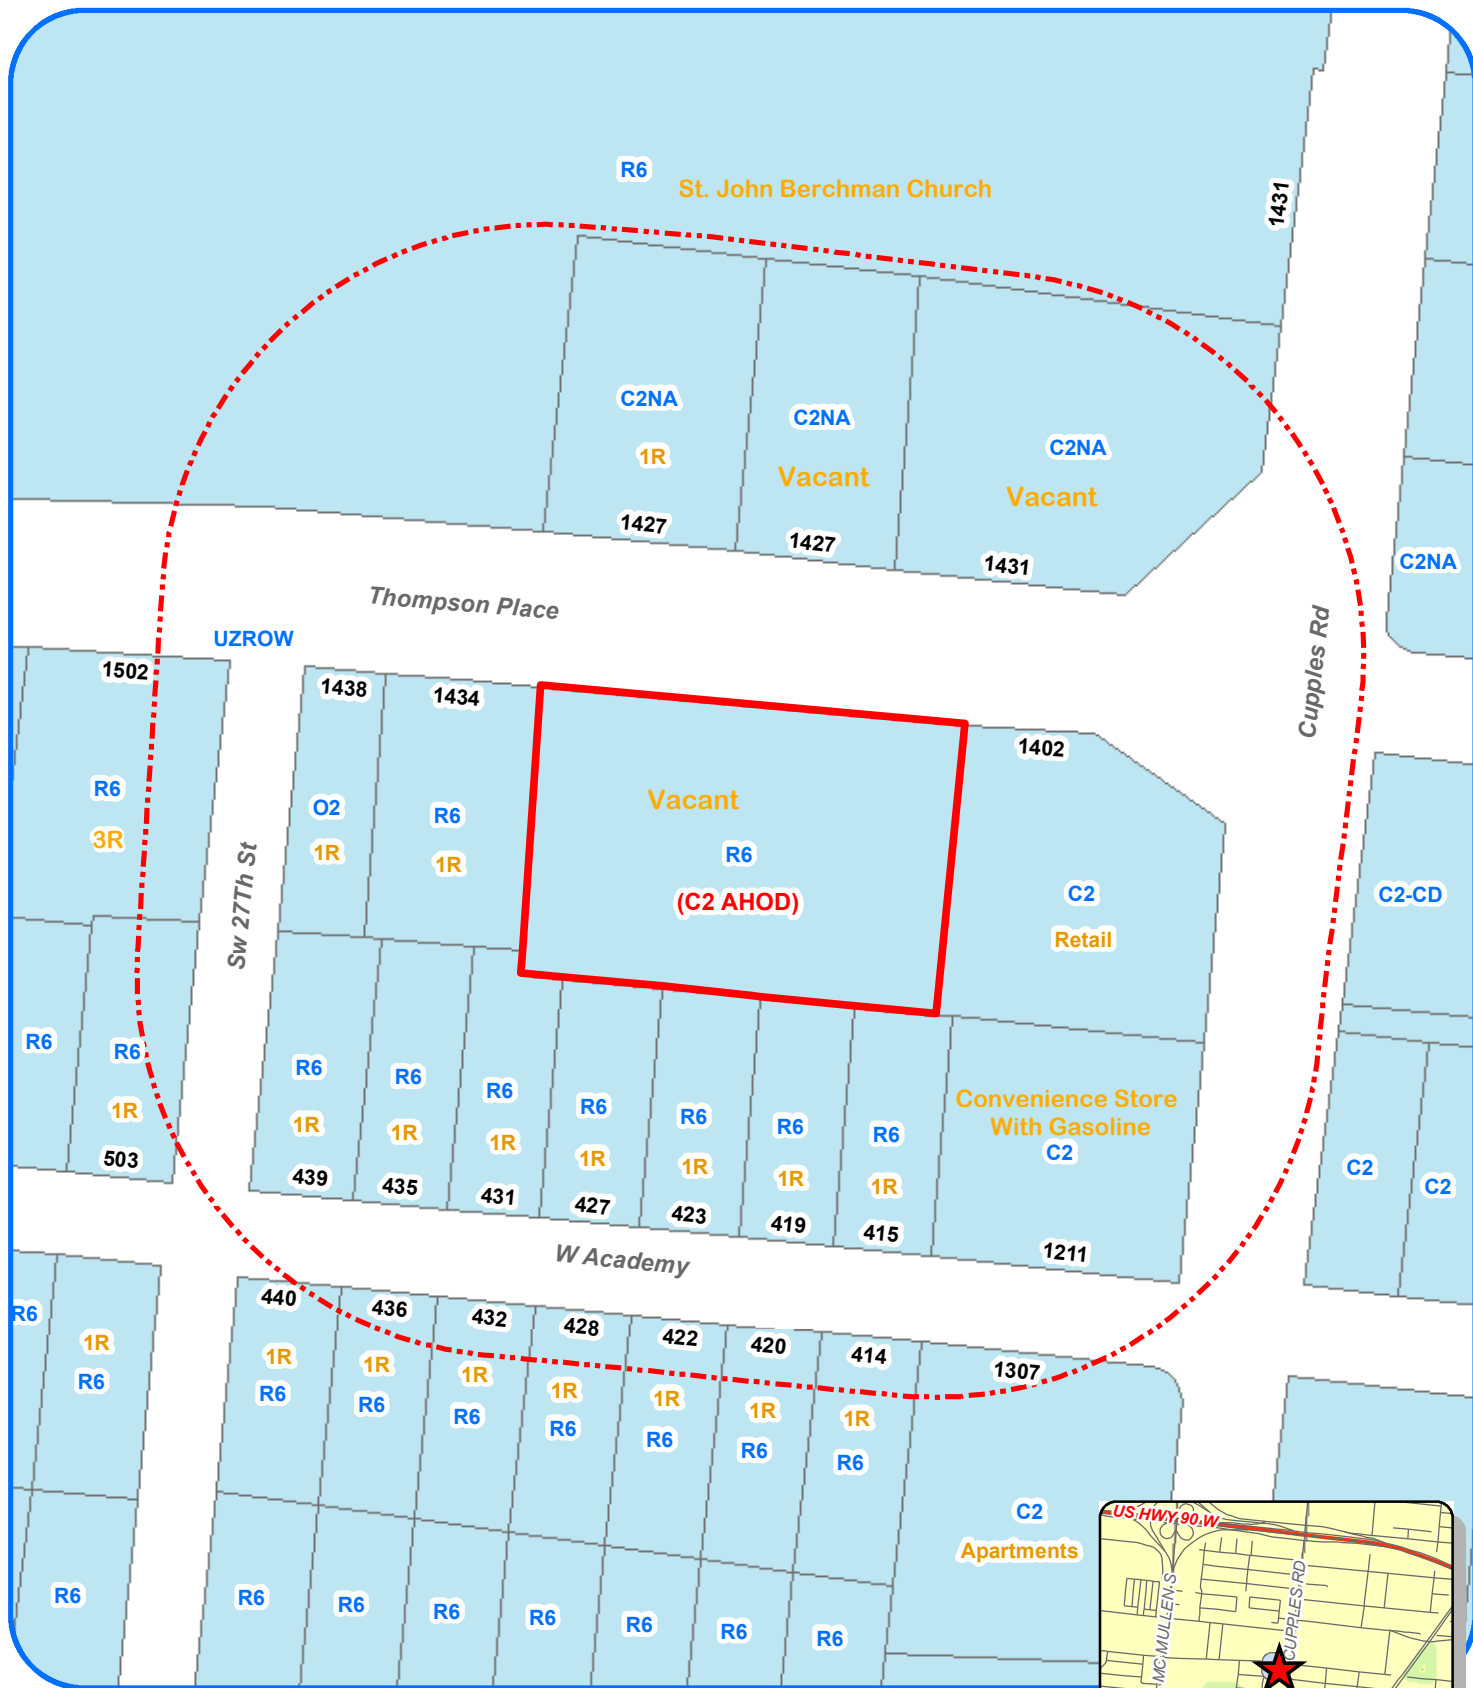 R6
St. John Berchman Church
1431
C2NA
1R
1427
C2NA
Vacant
1427
C2NA
Vacant
1431
C2NA
Thompson Place
UZROW
Cupples Rd
1502
R6
3R
1438
O2
1R
1434
R6
1R
Vacant
R6
(C2 AHOD)
1402
C2
Retail
C2-CD
Sw 27Th St
R6
R6
1R
503
R6
1R
439
R6
1R
435
R6
1R
431
R6
1R
427
R6
1R
423
R6
1R
419
R6
1R
415
Convenience Store
With Gasoline
C2
1211
C2
C2
W Academy
R6
1R
R6
440
1R
R6
436
1R
R6
432
1R
R6
428
1R
R6
422
1R
R6
420
1R
R6
414
1R
R6
1307
C2
Apartments
R6
R6
R6
R6
R6
R6
R6
R6
US HWY 90 W
MC MULLEN S
CUPPLES RD